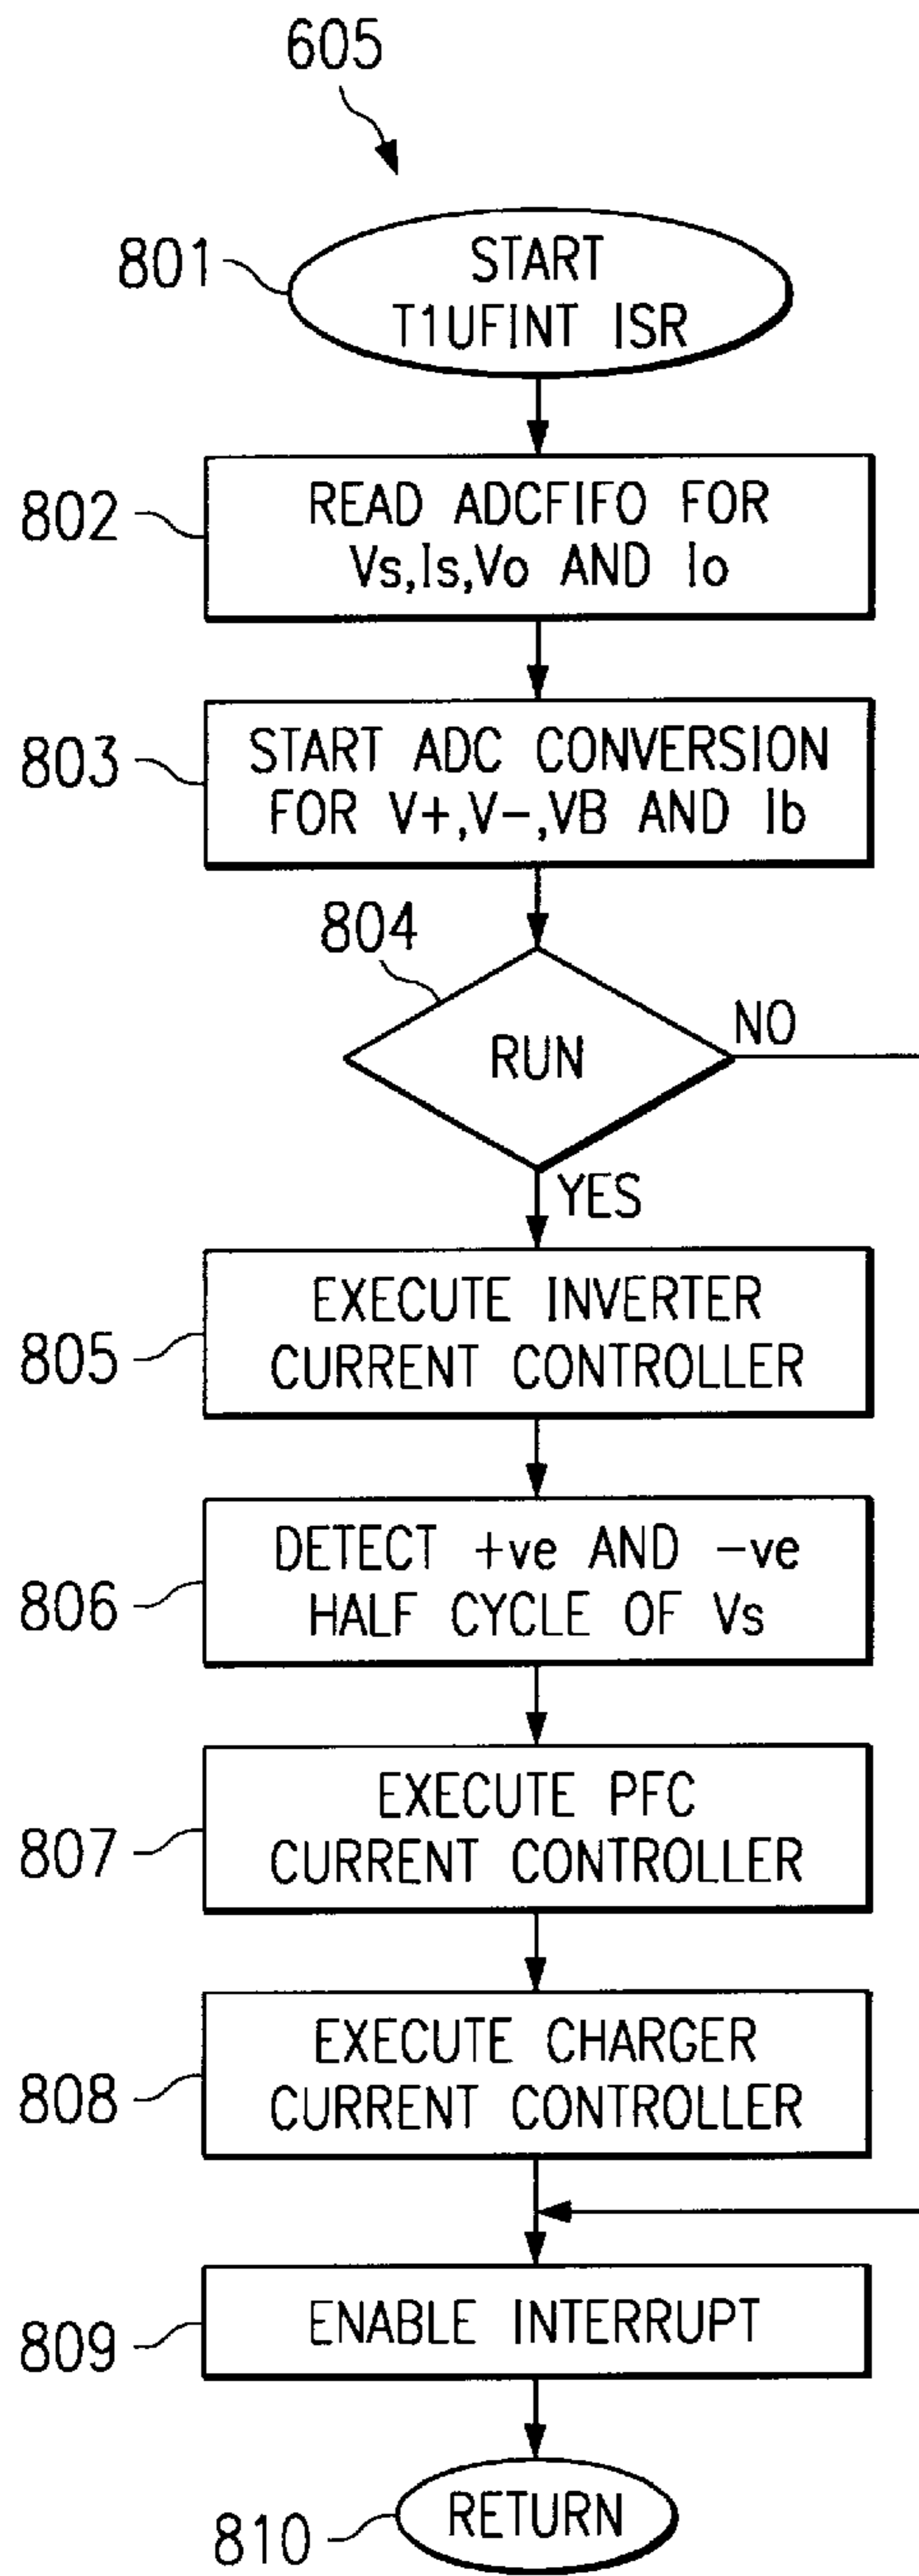 605
801
START
T1UFINT ISR
802
READ ADCFIFO FOR
Vs,Is,Vo AND Io
803
START ADC CONVERSION
FOR V+,V-,VB AND Ib
804
RUN
NO
YES
805
EXECUTE INVERTER
CURRENT CONTROLLER
806
DETECT +ve AND -ve
HALF CYCLE OF Vs
807
EXECUTE PFC
CURRENT CONTROLLER
808
EXECUTE CHARGER
CURRENT CONTROLLER
809
ENABLE INTERRUPT
810
RETURN